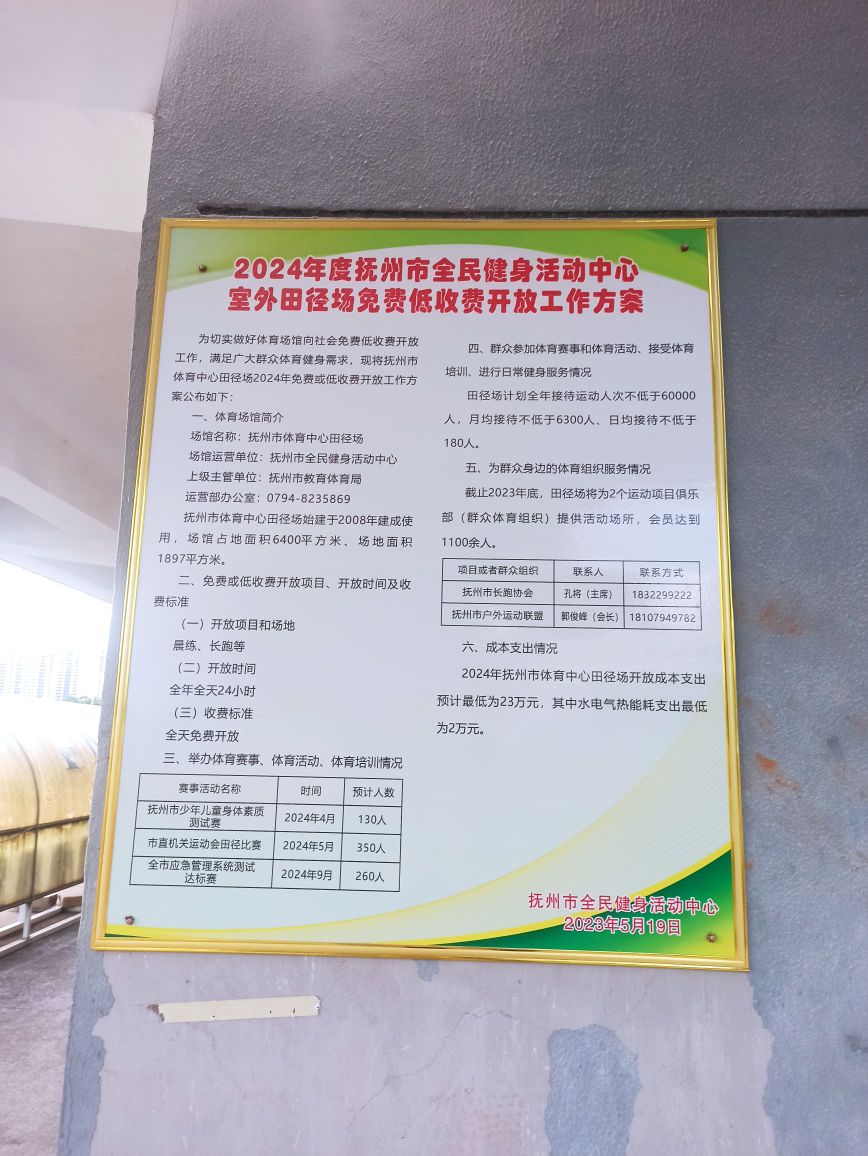 2024年度抚州市全民健身活动中心
室外田径场免费低收费开放工作方案
为切实做好体育场馆向社会免费低收费开放
工作，满足广大群众体育健身需求，现将抚州市
体育中心田径场2024年免费或低收费开放工作方
案公布如下：
一、体育场馆简介
场馆名称：抚州市体育中心田径场
场馆运营单位：抚州市全民健身活动中心
上级主管单位：抚州市教育体育局
运营部办公室：0794-8235869
抚州市体育中心田径场始建于2008年建成使
用，场馆占地面积6400平方米、场地面积
1897平方米。
二、免费或低收费开放项目、开放时间及收
费标准
（一）开放项目和场地
晨练、长跑等
（二）开放时间
全年全天24小时
（三）收费标准
全天免费开放
三、举办体育赛事、体育活动、体育培训情况
赛事活动名称 时间 预计人数
抚州市少年儿童身体素质
测试赛 2024年4月 130人
市直机关运动会田径比赛 2024年5月 350人
全市应急管理系统测试
达标赛 2024年9月 260人
四、群众参加体育赛事和体育活动、接受体育
培训、进行日常健身服务情况
田径场计划全年接待运动人次不低于60000
人，月均接待不低于6300人、日均接待不低于
180人。
五、为群众身边的体育组织服务情况
截止2023年底，田径场将为2个运动项目俱乐
部（群众体育组织）提供活动场所，会员达到
1100余人。
项目或者群众组织 联系人 联系方式
抚州市长跑协会 孔将（主席） 1832299222
抚州市户外运动联盟 郭俊峰（会长） 18107949782
六、成本支出情况
2024年抚州市体育中心田径场开放成本支出
预计最低为23万元，其中水电气热能耗支出最低
为2万元。
抚州市全民健身活动中心
2023年5月19日